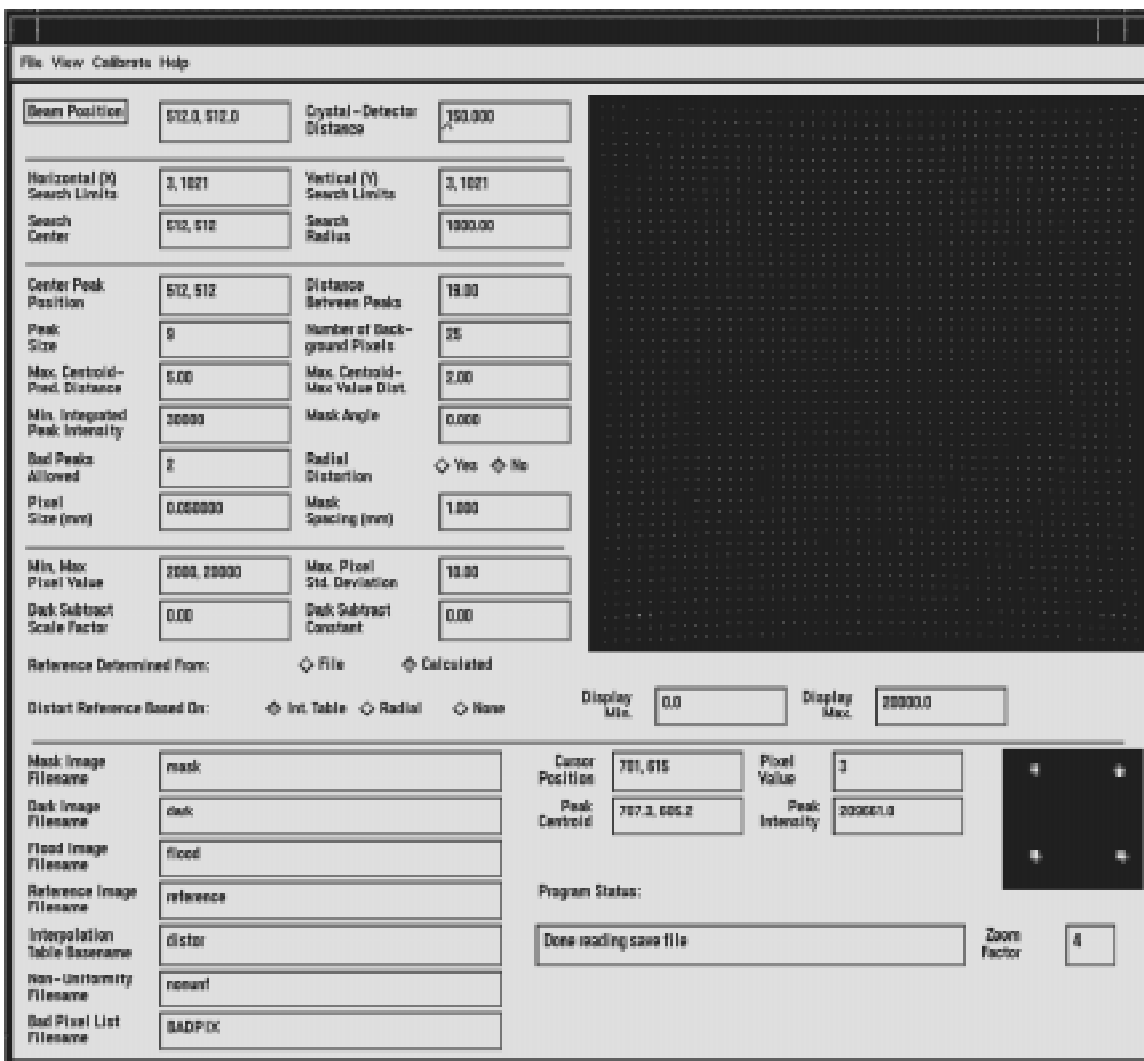 File View Calibrate Help
Beam Position 512.0, 512.0 Crystal-Detector Distance 350.000
Horizontal (X) Search Limits 3, 1021 Vertical (Y) Search Limits 3, 1021
Search Center 512, 512 Search Radius 1000.00
Center Peak Position 512, 512 Distance Between Peaks 19.00
Peak Size 9 Number of Back-ground Pixels 25
Max. Centroid-Pred. Distance 5.00 Max. Centroid-Max Value Dist. 2.00
Min. Integrated Peak Intensity 30000 Mask Angle 0.000
Bad Peaks Allowed 2 Radial Distortion Yes No
Pixel Size (mm) 0.050000 Mask Spacing (mm) 1.000
Min, Max Pixel Value 2000, 20000 Max. Pixel Std. Deviation 10.00
Dark Subtract Scale Factor 0.00 Dark Subtract Constant 0.00
Reference Determined From: File Calculated
Distort Reference Based On: Int. Table Radial None
Display Min. 0.0 Display Max. 20000.0
Mask Image Filename mask
Cursor Position 701, 615 Pixel Value 3
Dark Image Filename dark
Peak Centroid 707.3, 605.2 Peak Intensity 209661.0
Flood Image Filename flood
Reference Image Filename reference
Program Status:
Interpolation Table Basename distor
Done reading save file Zoom Factor 4
Non-Uniformity Filename nonunf
Bad Pixel List Filename BADPIX